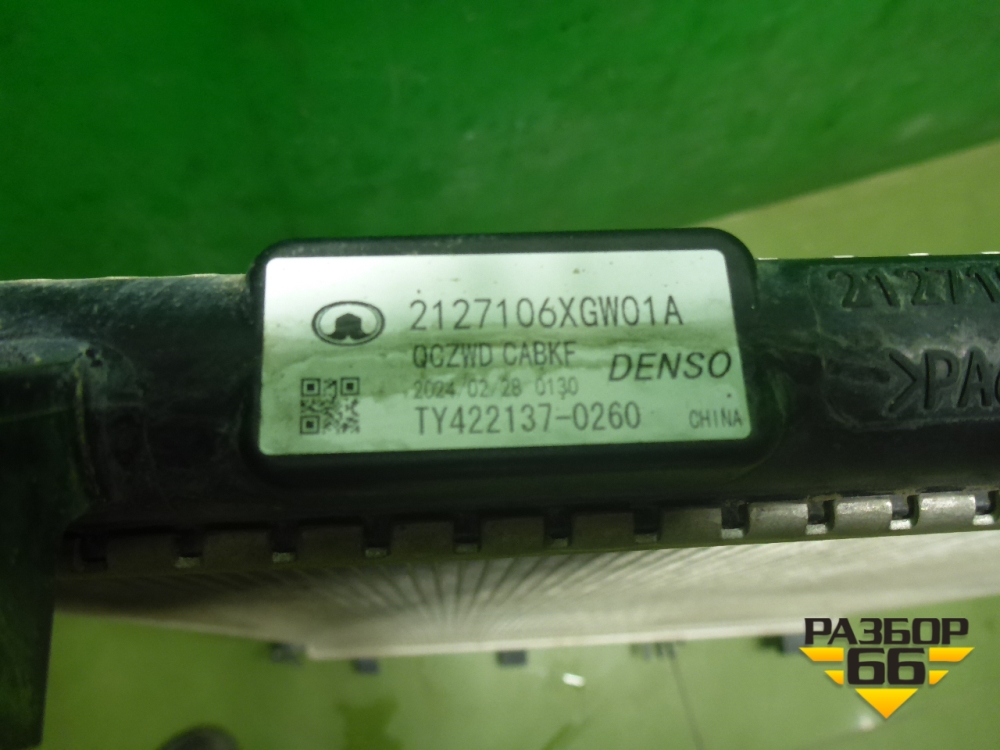 2127106XGW01A
QCZWD CABKF
DENSO
2024/02/28 0130
TY422137-0260
CHINA
РАЗБОР
66